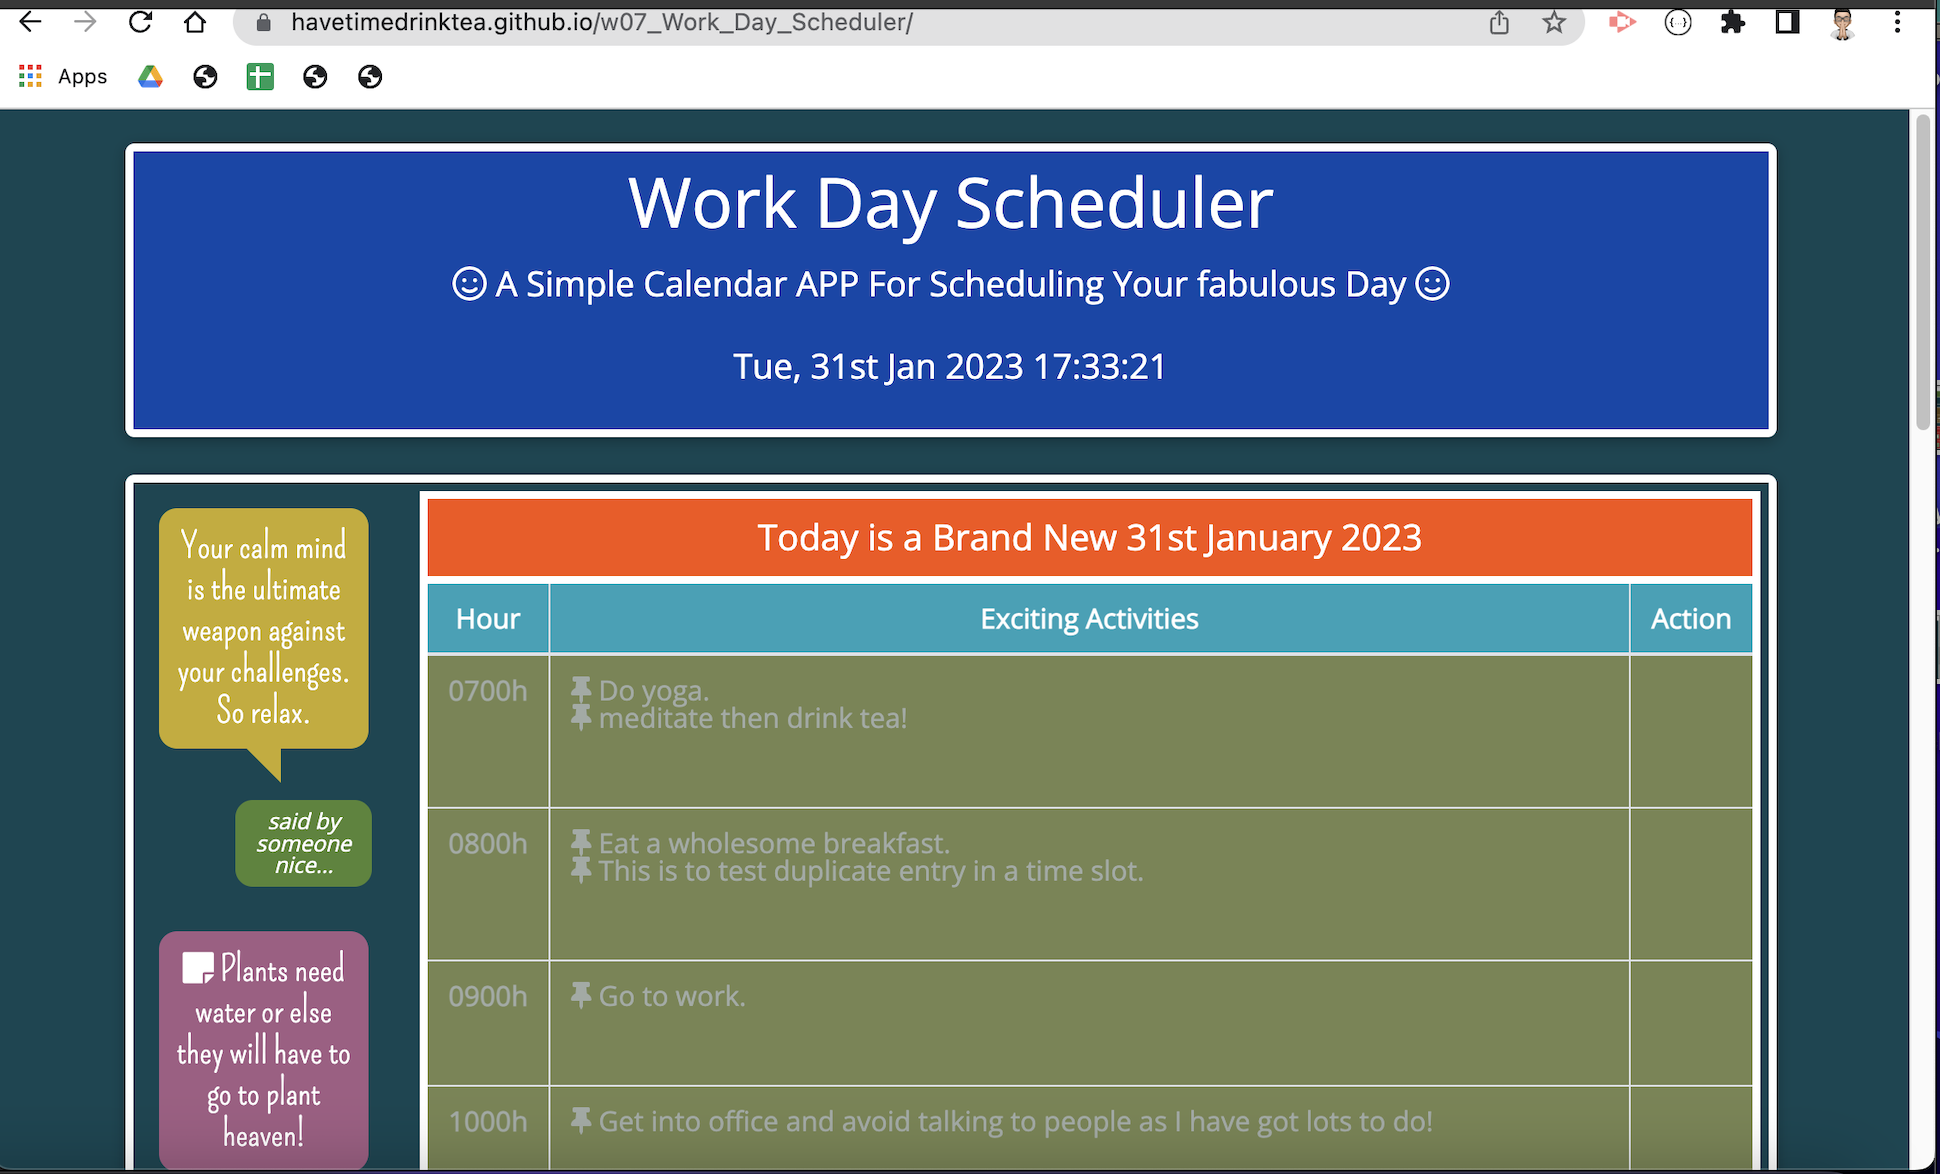 havetimedrinktea.github.io/w07_Work_Day_Scheduler/
Apps
Work Day Scheduler
A Simple Calendar APP For Scheduling Your fabulous Day
Tue, 31st Jan 2023 17:33:21
Your calm mind
is the ultimate
weapon against
your challenges.
So relax.
said by
someone
nice...
Plants need
water or else
they will have to
go to plant
heaven!
Today is a Brand New 31st January 2023
Hour Exciting Activities Action
0700h Do yoga.
meditate then drink tea!
0800h Eat a wholesome breakfast.
This is to test duplicate entry in a time slot.
0900h Go to work.
1000h Get into office and avoid talking to people as I have got lots to do!